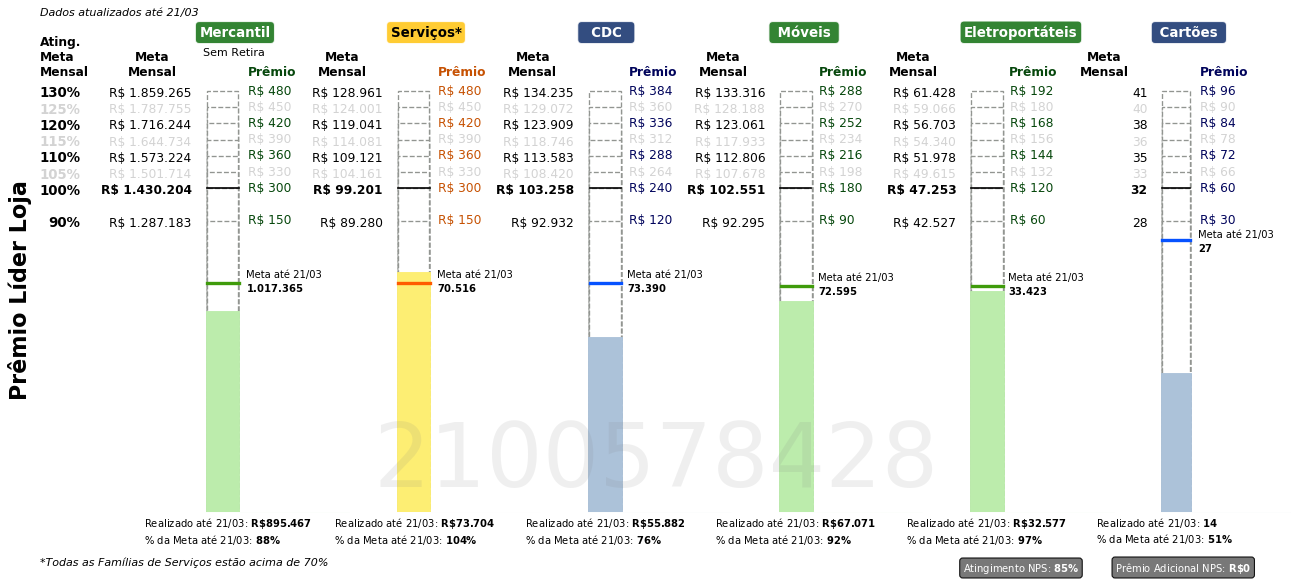 Dados atualizados até 21/03
Mercantil Serviços* CDC Móveis Eletroportáteis Cartões
Sem Retira
Ating. Meta Mensal Meta Mensal Prêmio Meta Mensal Prêmio Meta Mensal Prêmio Meta Mensal Prêmio Meta Mensal Prêmio Meta Mensal Prêmio
130% R$ 1.859.265 R$ 480 R$ 128.961 R$ 480 R$ 134.235 R$ 384 R$ 133.316 R$ 288 R$ 61.428 R$ 192 41 R$ 96
125% R$ 1.787.755 R$ 450 R$ 124.001 R$ 450 R$ 129.072 R$ 360 R$ 128.188 R$ 270 R$ 59.066 R$ 180 40 R$ 90
120% R$ 1.716.244 R$ 420 R$ 119.041 R$ 420 R$ 123.909 R$ 336 R$ 123.061 R$ 252 R$ 56.703 R$ 168 38 R$ 84
115% R$ 1.644.734 R$ 390 R$ 114.081 R$ 390 R$ 118.746 R$ 312 R$ 117.933 R$ 234 R$ 54.340 R$ 156 36 R$ 78
110% R$ 1.573.224 R$ 360 R$ 109.121 R$ 360 R$ 113.583 R$ 288 R$ 112.806 R$ 216 R$ 51.978 R$ 144 35 R$ 72
105% R$ 1.501.714 R$ 330 R$ 104.161 R$ 330 R$ 108.420 R$ 264 R$ 107.678 R$ 198 R$ 49.615 R$ 132 33 R$ 66
100% R$ 1.430.204 R$ 300 R$ 99.201 R$ 300 R$ 103.258 R$ 240 R$ 102.551 R$ 180 R$ 47.253 R$ 120 32 R$ 60
90% R$ 1.287.183 R$ 150 R$ 89.280 R$ 150 R$ 92.932 R$ 120 R$ 92.295 R$ 90 R$ 42.527 R$ 60 28 R$ 30
Meta até 21/03 Meta até 21/03 Meta até 21/03 Meta até 21/03 Meta até 21/03 Meta até 21/03
1.017.365 70.516 73.390 72.595 33.423 27
Prêmio Líder Loja
2100578428
Realizado até 21/03: R$895.467 Realizado até 21/03: R$73.704 Realizado até 21/03: R$55.882 Realizado até 21/03: R$67.071 Realizado até 21/03: R$32.577 Realizado até 21/03: 14
% da Meta até 21/03: 88% % da Meta até 21/03: 104% % da Meta até 21/03: 76% % da Meta até 21/03: 92% % da Meta até 21/03: 97% % da Meta até 21/03: 51%
*Todas as Famílias de Serviços estão acima de 70%
Atingimento NPS: 85% Prêmio Adicional NPS: R$0